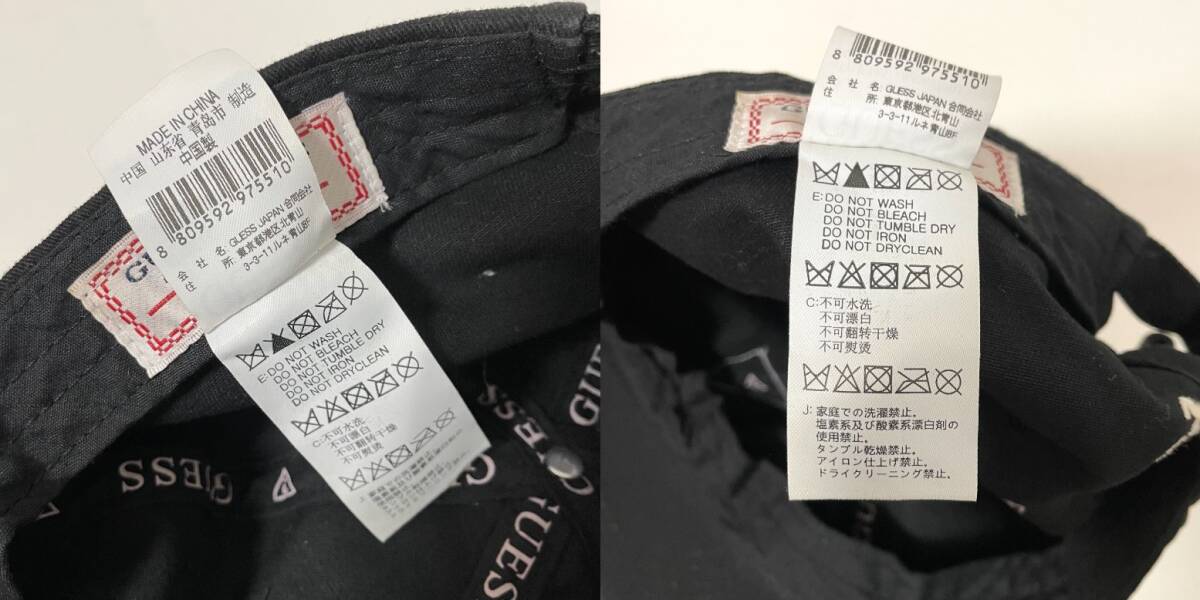 MADE IN CHINA
中国 山东省 青岛市 制造
中国製
8 809592 975510
会 社 名: GUESS JAPAN 合同会社
住 所: 東京都港区北青山
3-3-11ルネ青山8F
E: DO NOT WASH
DO NOT BLEACH
DO NOT TUMBLE DRY
DO NOT IRON
DO NOT DRYCLEAN
C: 不可水洗
不可漂白
不可翻转干燥
不可熨烫
GUESS
GUESS
GUESS
GUESS
8 809592 975510
会 社 名: GUESS JAPAN 合同会社
住 所: 東京都港区北青山
3-3-11ルネ青山8F
E: DO NOT WASH
DO NOT BLEACH
DO NOT TUMBLE DRY
DO NOT IRON
DO NOT DRYCLEAN
C: 不可水洗
不可漂白
不可翻转干燥
不可熨烫
J: 家庭での洗濯禁止。
塩素系及び酸素系漂白剤の
使用禁止。
タンブル乾燥禁止。
アイロン仕上げ禁止。
ドライクリーニング禁止。